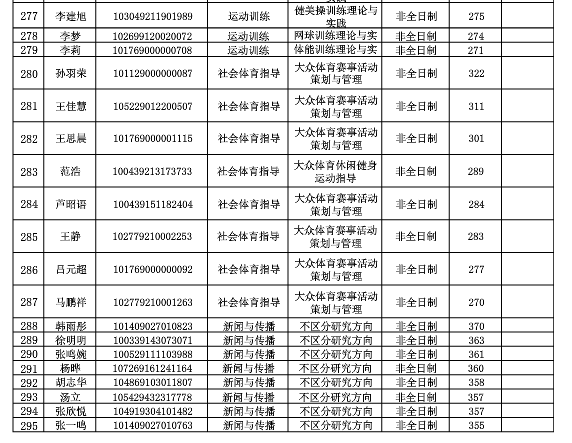 277 李建旭 103049211901989 运动训练 健美操训练理论与实践 非全日制 275
278 李梦 102699120020072 运动训练 网球训练理论与实 非全日制 274
279 李莉 101769000000708 运动训练 体能训练理论与实 非全日制 271
280 孙羽荣 101129000000087 社会体育指导 大众体育赛事活动策划与管理 非全日制 322
281 王佳慧 105229012200507 社会体育指导 大众体育赛事活动策划与管理 非全日制 311
282 王思晨 101769000001115 社会体育指导 大众体育赛事活动策划与管理 非全日制 301
283 范浩 100439213173733 社会体育指导 大众体育休闲健身运动指导 非全日制 289
284 芦昭语 100439151182404 社会体育指导 大众体育赛事活动策划与管理 非全日制 284
285 王静 102779210002253 社会体育指导 大众体育赛事活动策划与管理 非全日制 283
286 吕元超 101769000000092 社会体育指导 大众体育赛事活动策划与管理 非全日制 277
287 马鹏祥 102779210001263 社会体育指导 大众体育赛事活动策划与管理 非全日制 270
288 韩雨彤 101409027010823 新闻与传播 不区分研究方向 非全日制 370
289 徐明明 100339143073071 新闻与传播 不区分研究方向 非全日制 363
290 张鸣婉 100529111103988 新闻与传播 不区分研究方向 非全日制 361
291 杨晔 107269161241164 新闻与传播 不区分研究方向 非全日制 360
292 胡志华 104869103011807 新闻与传播 不区分研究方向 非全日制 358
293 汤立 105429432317778 新闻与传播 不区分研究方向 非全日制 357
294 张欣悦 104919304101482 新闻与传播 不区分研究方向 非全日制 357
295 张一鸣 101409027010763 新闻与传播 不区分研究方向 非全日制 355